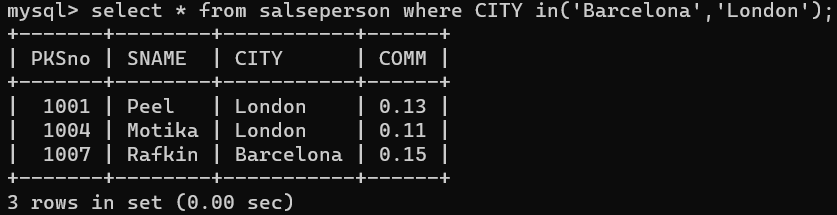 mysql> select * from salseperson where CITY in('Barcelona','London');
+-------+--------+-----------+------+
| PKSno | SNAME  | CITY      | COMM |
+-------+--------+-----------+------+
|  1001 | Peel   | London    | 0.13 |
|  1004 | Motika | London    | 0.11 |
|  1007 | Rafkin | Barcelona | 0.15 |
+-------+--------+-----------+------+
3 rows in set (0.00 sec)